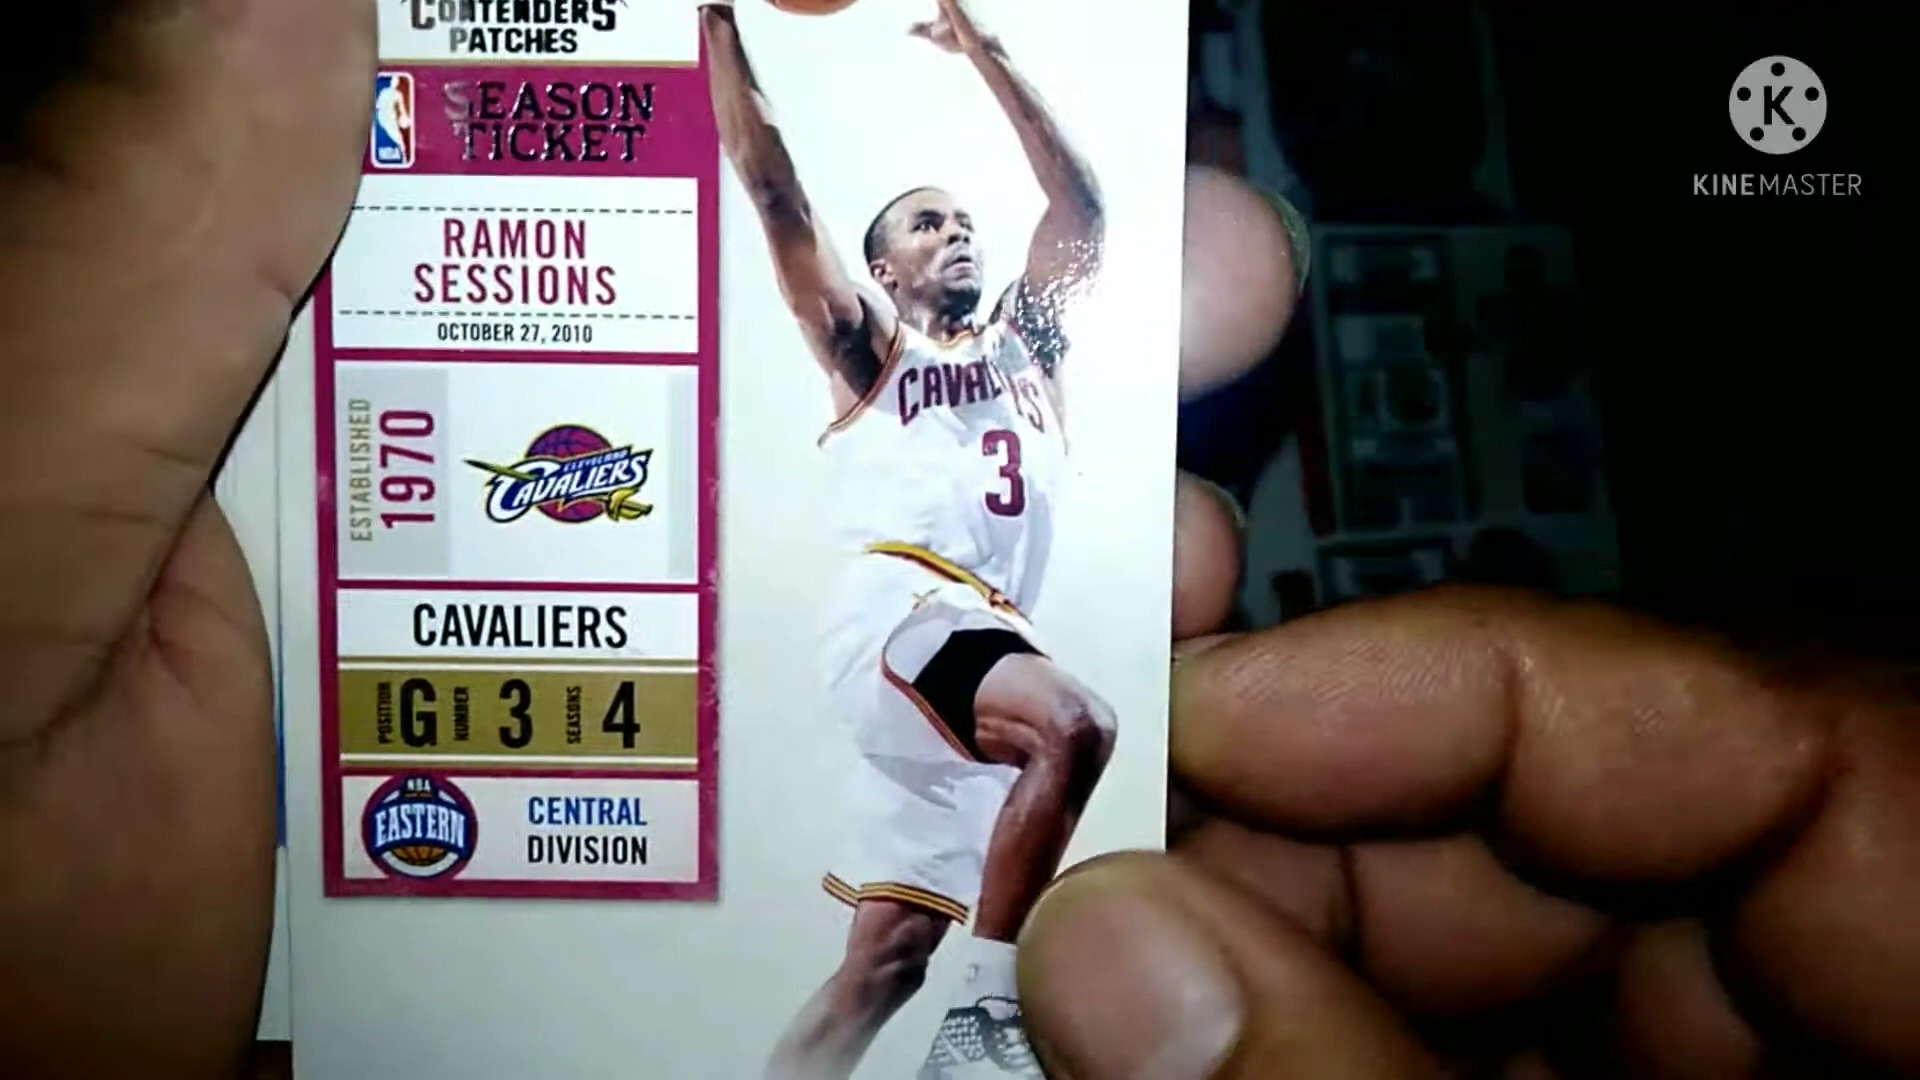 CONTENDERS
PATCHES
NBA
SEASON
TICKET
RAMON
SESSIONS
OCTOBER 27, 2010
ESTABLISHED
1970
CLEVELAND
CAVALIERS
CAVALIERS
POSITION G NUMBER 3 SEASONS 4
NBA
EASTERN
CENTRAL
DIVISION
3
K
KINEMASTER